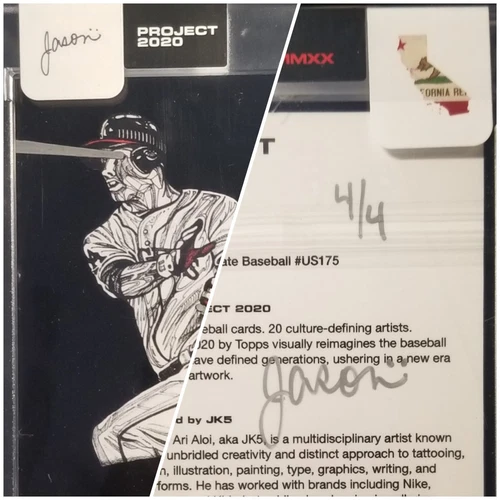 Jason
PROJECT
2020
MMXX
FORNIA RE
T
4/4
ate Baseball #US175
ECT 2020
eball cards. 20 culture-defining artists.
020 by Topps visually reimagines the baseball
ave defined generations, ushering in a new era
artwork.
Jason
d by JK5
Ari Aloi, aka JK5, is a multidisciplinary artist known
unbridled creativity and distinct approach to tattooing,
n, illustration, painting, type, graphics, writing, and
forms. He has worked with brands including Nike,